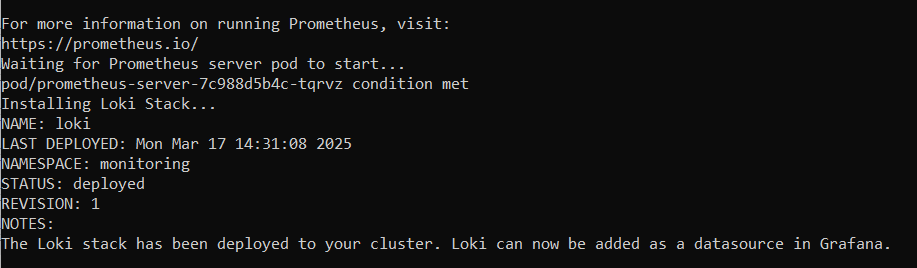 For more information on running Prometheus, visit:
https://prometheus.io/
Waiting for Prometheus server pod to start...
pod/prometheus-server-7c988d5b4c-tqrvz condition met
Installing Loki Stack...
NAME: loki
LAST DEPLOYED: Mon Mar 17 14:31:08 2025
NAMESPACE: monitoring
STATUS: deployed
REVISION: 1
NOTES:
The Loki stack has been deployed to your cluster. Loki can now be added as a datasource in Grafana.